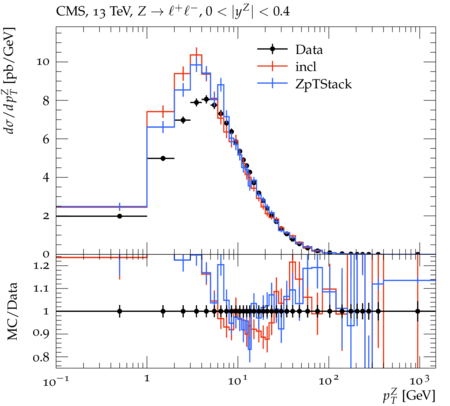 CMS, 13 TeV, Z → ℓ⁺ℓ⁻, 0 < |y^Z| < 0.4
dσ/dp_T^Z [pb/GeV]
10
8
6
4
2
0
Data
incl
ZpTStack
MC/Data
1.2
1.1
1
0.9
0.8
10⁻¹
1
10¹
10²
10³
p_T^Z [GeV]